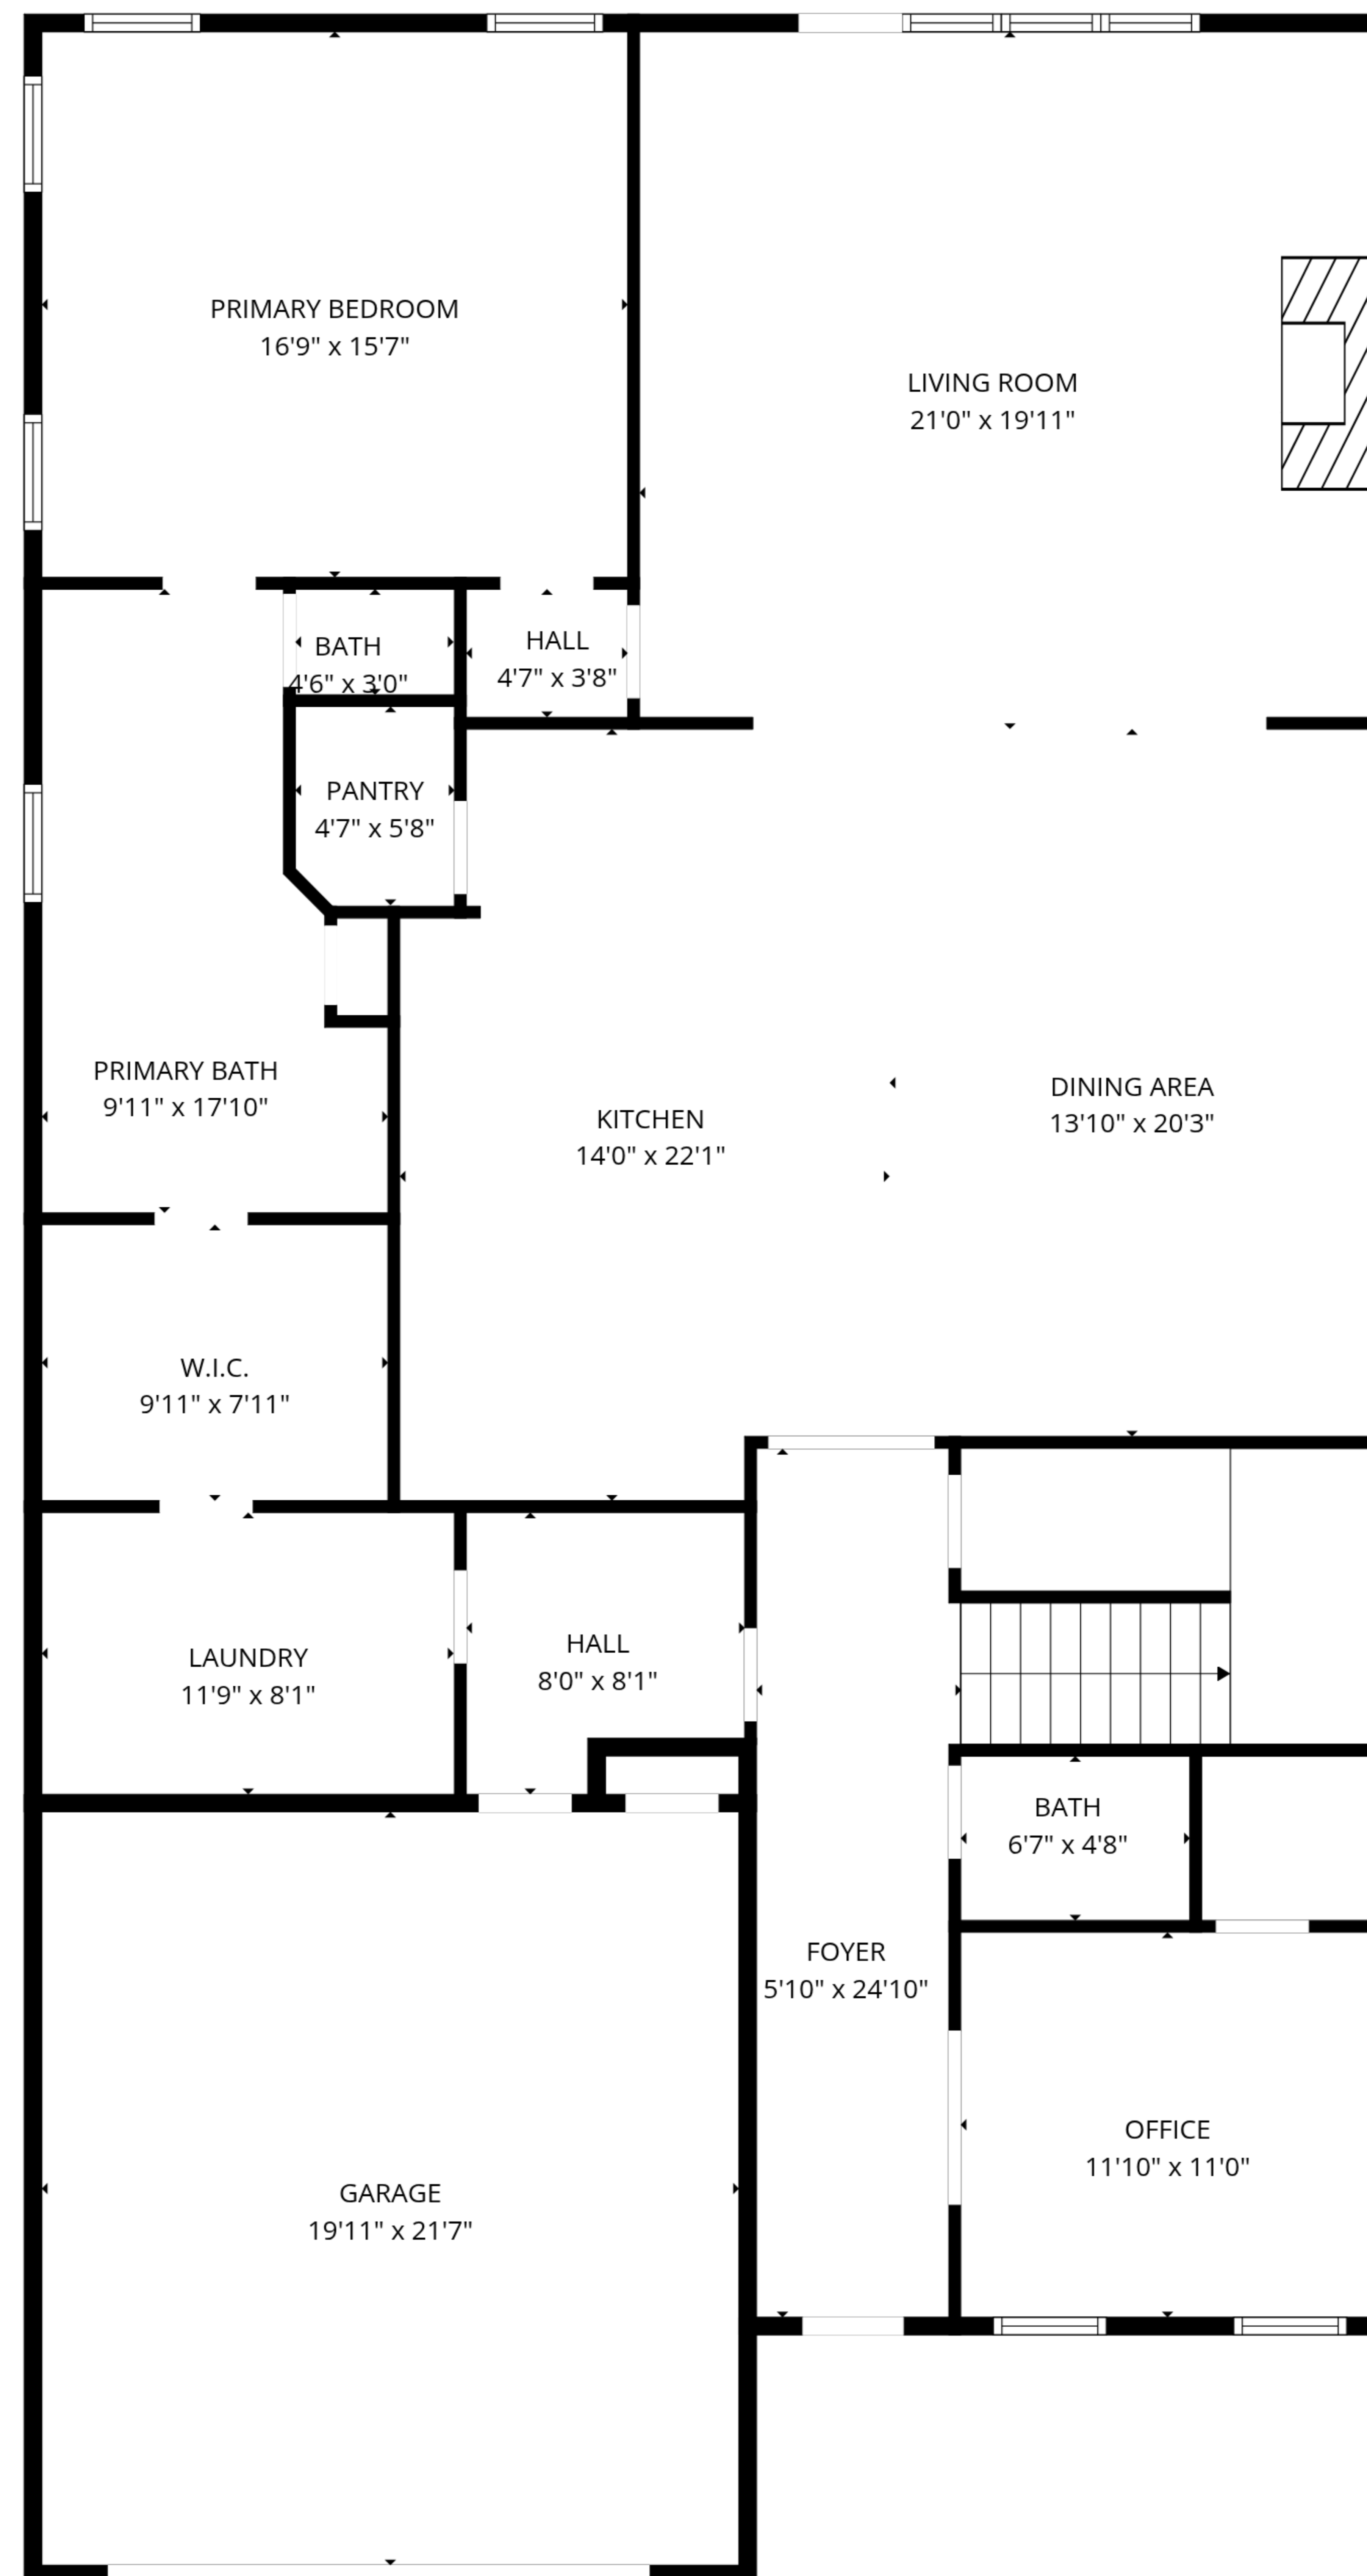 PRIMARY BEDROOM
16'9" x 15'7"
LIVING ROOM
21'0" x 19'11"
BATH
4'6" x 3'0"
HALL
4'7" x 3'8"
PANTRY
4'7" x 5'8"
PRIMARY BATH
9'11" x 17'10"
KITCHEN
14'0" x 22'1"
DINING AREA
13'10" x 20'3"
W.I.C.
9'11" x 7'11"
LAUNDRY
11'9" x 8'1"
HALL
8'0" x 8'1"
BATH
6'7" x 4'8"
FOYER
5'10" x 24'10"
OFFICE
11'10" x 11'0"
GARAGE
19'11" x 21'7"